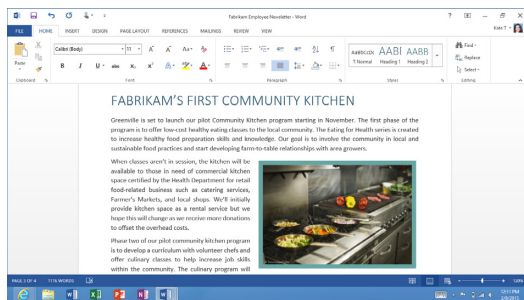 Fabrikam Employee Newsletter - Word
FILE HOME INSERT DESIGN PAGE LAYOUT REFERENCES MAILINGS REVIEW VIEW
Kate T
Calibri (Body) 11
Paste
Find
Replace
Select
AaBbCcDc AABI AABB
¶ Normal Heading 1 Heading 2
Clipboard Font Paragraph Styles Editing
FABRIKAM'S FIRST COMMUNITY KITCHEN
Greenville is set to launch our pilot Community Kitchen program starting in November. The first phase of the
program is to offer low-cost healthy eating classes to the local community. The Eating for Health series is created
to increase healthy food preparation skills and knowledge. Our goal is to involve the community in local and
sustainable food practices and start developing farm-to-table relationships with area growers.
When classes aren't in session, the kitchen will be
available to those in need of commercial kitchen
space certified by the Health Department for retail
food-related business such as catering services,
Farmer's Markets, and local shops. We'll initially
provide kitchen space as a rental service but we
hope this will change as we receive more donations
to offset the overhead costs.
Phase two of our pilot community kitchen program
is to develop a curriculum with volunteer chefs and
offer culinary classes to help increase job skills
within the community. The culinary program will
PAGE 3 OF 4 1176 WORDS 120%
12:11 PM